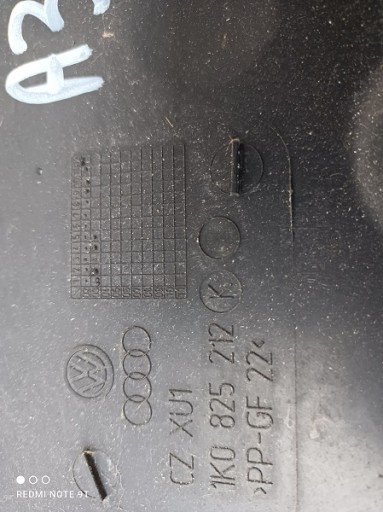 A3
CZ XU1
1K0 825 212 K
>PP-GF 22<
REDMI NOTE 9T